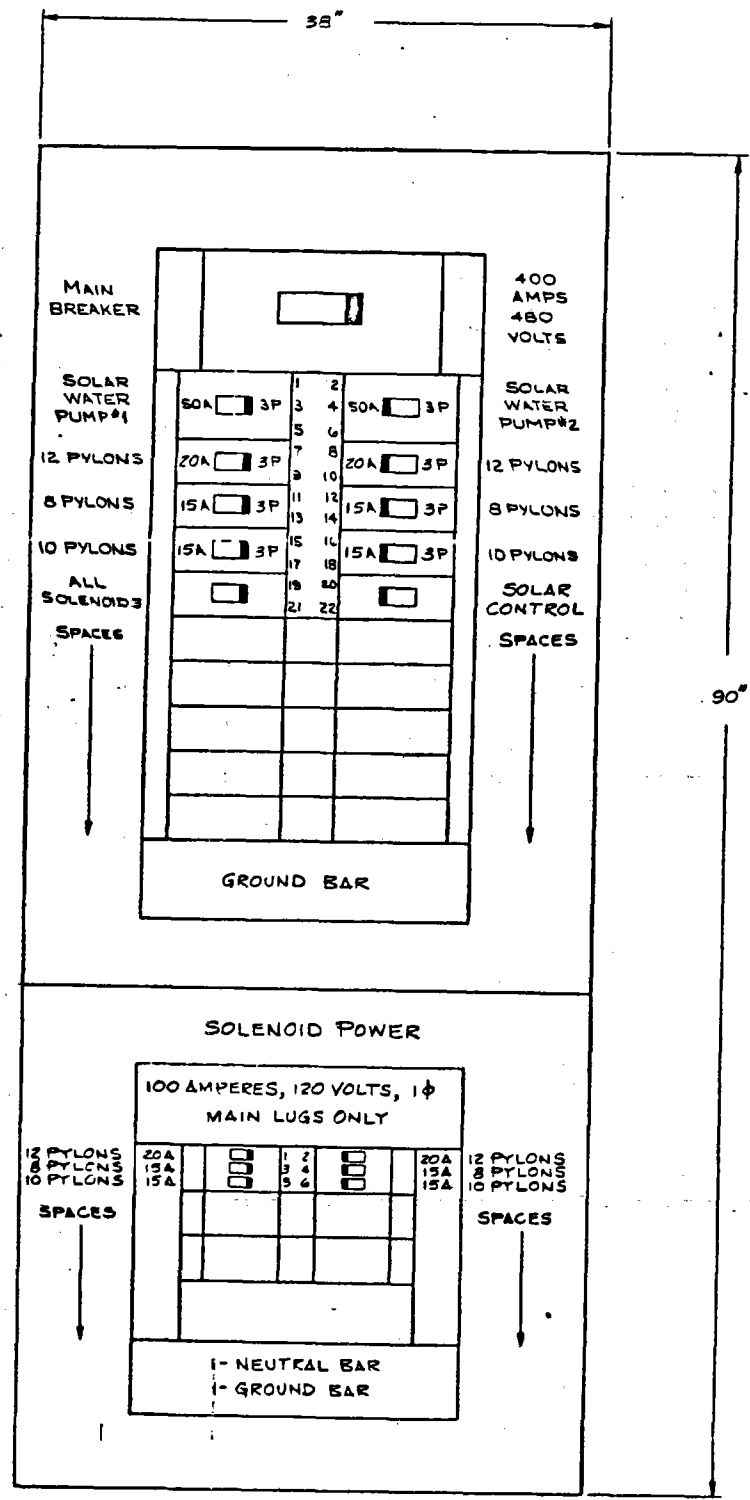 38"
MAIN BREAKER
400 AMPS 480 VOLTS
SOLAR WATER PUMP #1
50A 3P
1 2
3 4
5 6
50A 3P
SOLAR WATER PUMP #2
12 PYLONS
20A 3P
7 8
9 10
20A 3P
12 PYLONS
8 PYLONS
15A 3P
11 12
13 14
15A 3P
8 PYLONS
10 PYLONS
15A 3P
15 16
17 18
15A 3P
10 PYLONS
ALL SOLENOIDS
19 20
21 22
SOLAR CONTROL
SPACES
SPACES
90"
GROUND BAR
SOLENOID POWER
100 AMPERES, 120 VOLTS, 1ϕ
MAIN LUGS ONLY
12 PYLONS 20A 1 2 20A 12 PYLONS
8 PYLONS 15A 3 4 15A 8 PYLONS
10 PYLONS 15A 5 6 15A 10 PYLONS
SPACES
SPACES
1- NEUTRAL BAR
1- GROUND BAR